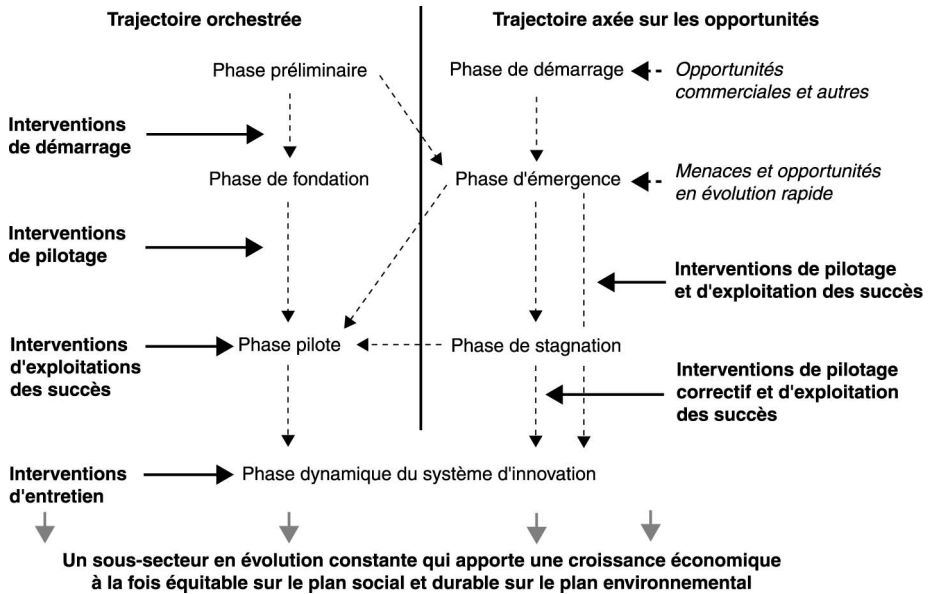 Trajectoire orchestrée
Trajectoire axée sur les opportunités
Phase préliminaire
Phase de démarrage
Opportunités
commerciales et autres
Interventions
de démarrage
Phase de fondation
Phase d'émergence
Menaces et opportunités
en évolution rapide
Interventions
de pilotage
Interventions de pilotage
et d'exploitation des succès
Interventions
d'exploitations
des succès
Phase pilote
Phase de stagnation
Interventions de pilotage
correctif et d'exploitation
des succès
Interventions
d'entretien
Phase dynamique du système d'innovation
Un sous-secteur en évolution constante qui apporte une croissance économique
à la fois équitable sur le plan social et durable sur le plan environnemental